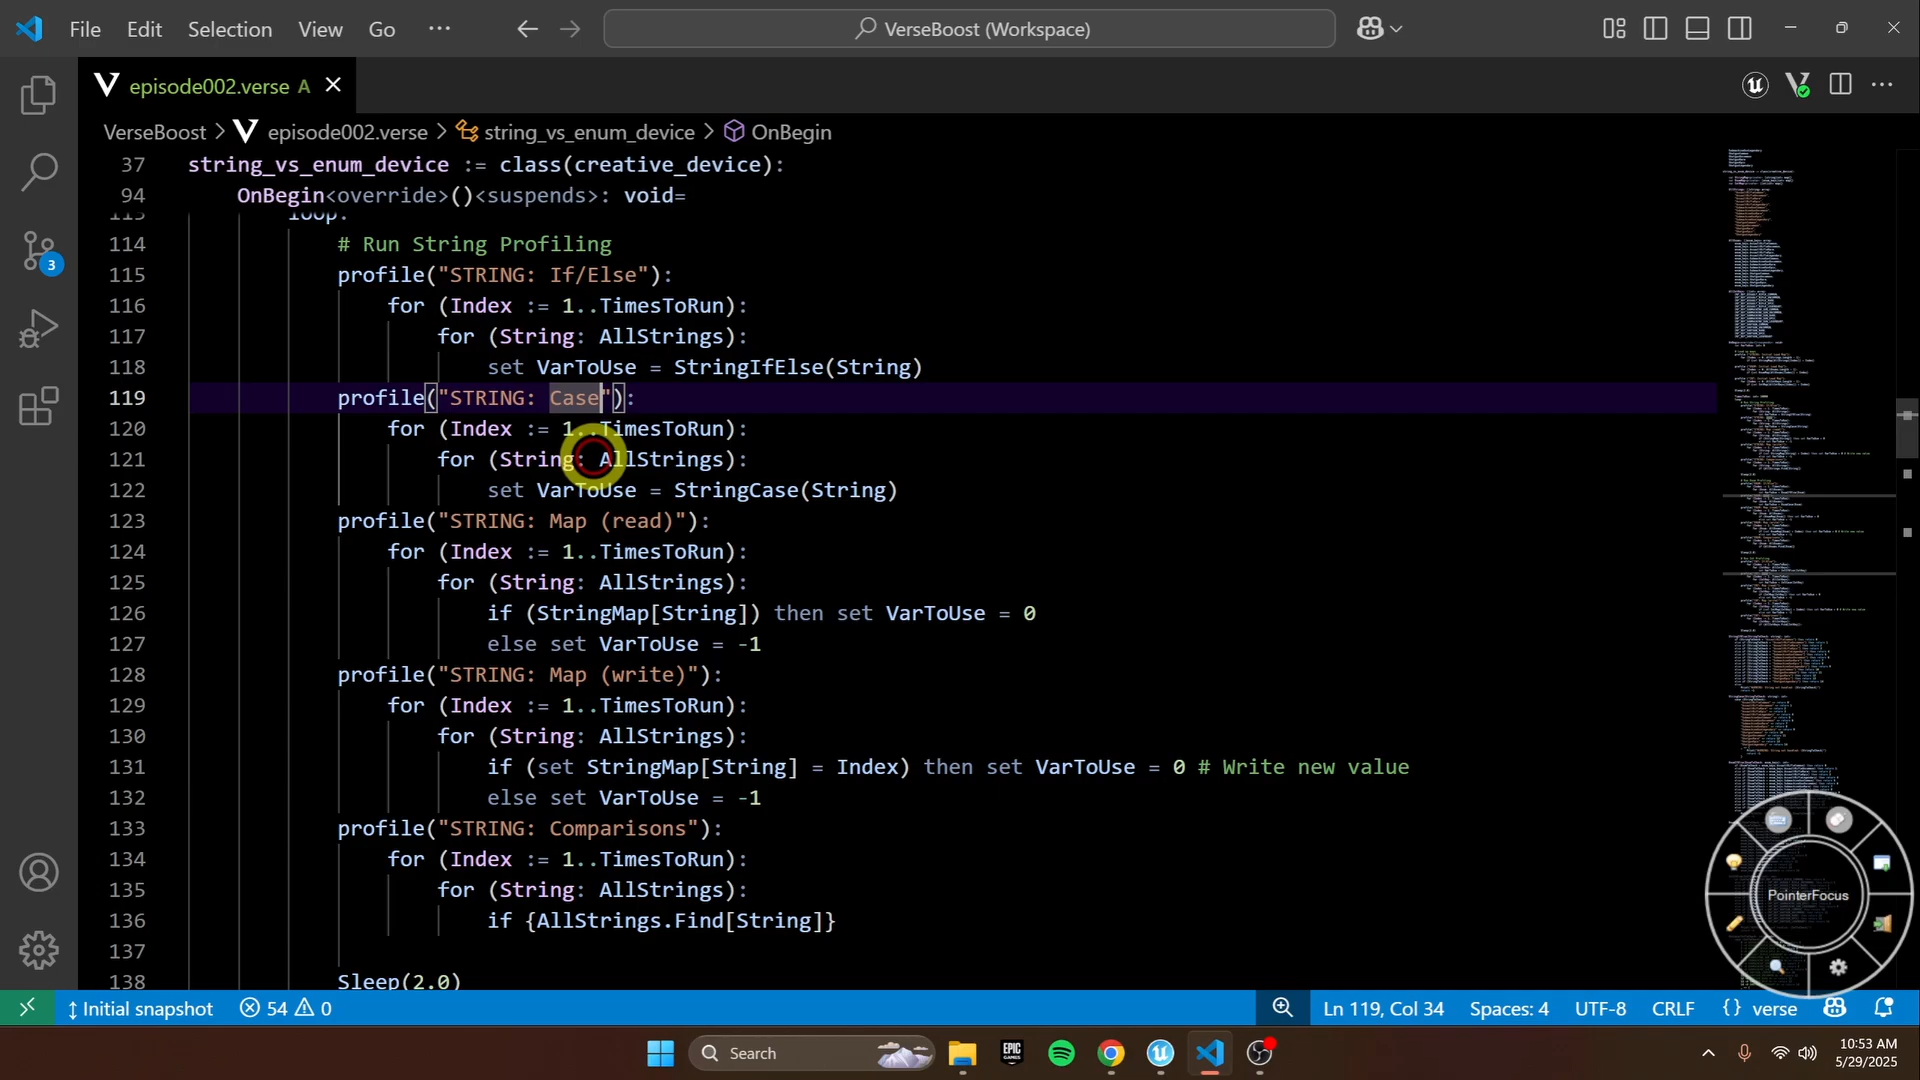 File Edit Selection View Go ··· VerseBoost (Workspace)
episode002.verse A
VerseBoost > episode002.verse > string_vs_enum_device > OnBegin
37 string_vs_enum_device := class(creative_device):
94 OnBegin<override>()<suspends>: void=
113 loop:
114 # Run String Profiling
115 profile("STRING: If/Else"):
116 for (Index := 1..TimesToRun):
117 for (String: AllStrings):
118 set VarToUse = StringIfElse(String)
119 profile("STRING: Case"):
120 for (Index := 1..TimesToRun):
121 for (String: AllStrings):
122 set VarToUse = StringCase(String)
123 profile("STRING: Map (read)"):
124 for (Index := 1..TimesToRun):
125 for (String: AllStrings):
126 if (StringMap[String]) then set VarToUse = 0
127 else set VarToUse = -1
128 profile("STRING: Map (write)"):
129 for (Index := 1..TimesToRun):
130 for (String: AllStrings):
131 if (set StringMap[String] = Index) then set VarToUse = 0 # Write new value
132 else set VarToUse = -1
133 profile("STRING: Comparisons"):
134 for (Index := 1..TimesToRun):
135 for (String: AllStrings):
136 if {AllStrings.Find[String]}
137
138 Sleep(2.0)
3
PointerFocus
Initial snapshot 54 0 Ln 119, Col 34 Spaces: 4 UTF-8 CRLF {} verse
Search EPIC GAMES 10:53 AM
5/29/2025